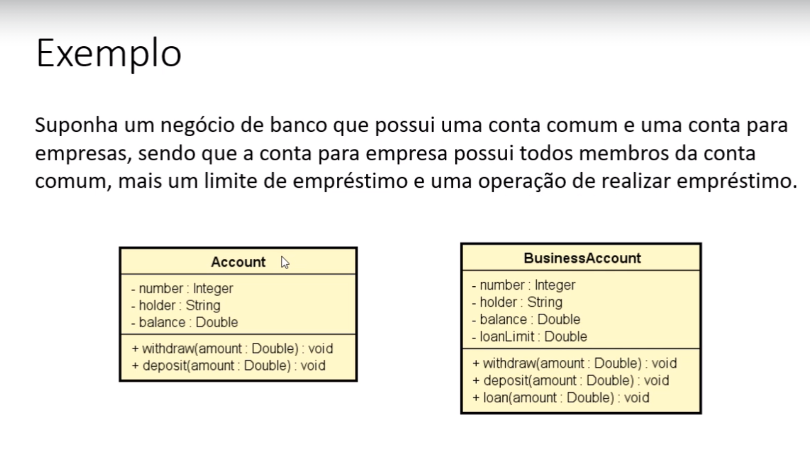 Exemplo
Suponha um negócio de banco que possui uma conta comum e uma conta para
empresas, sendo que a conta para empresa possui todos membros da conta
comum, mais um limite de empréstimo e uma operação de realizar empréstimo.
Account
- number : Integer
- holder : String
- balance : Double
+ withdraw(amount : Double) : void
+ deposit(amount : Double) : void
BusinessAccount
- number : Integer
- holder : String
- balance : Double
- loanLimit : Double
+ withdraw(amount : Double) : void
+ deposit(amount : Double) : void
+ loan(amount : Double) : void